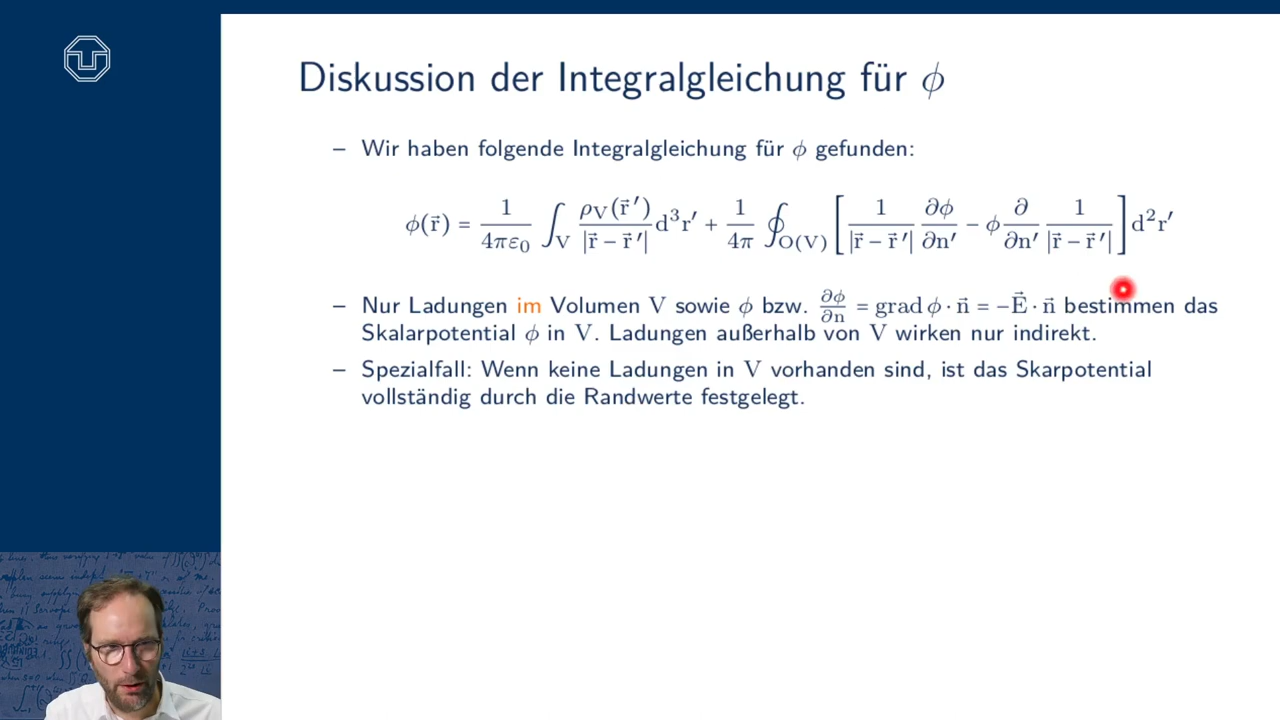 Diskussion der Integralgleichung für ϕ
– Wir haben folgende Integralgleichung für ϕ gefunden:
ϕ(r⃗) = 1/(4πε₀) ∫_V ρ_V(r⃗ ′)/|r⃗ − r⃗ ′| d³r′ + 1/(4π) ∮_O(V) [ 1/|r⃗ − r⃗ ′| ∂ϕ/∂n′ − ϕ ∂/∂n′ 1/|r⃗ − r⃗ ′| ] d²r′
– Nur Ladungen im Volumen V sowie ϕ bzw. ∂ϕ/∂n = grad ϕ · n⃗ = −E⃗ · n⃗ bestimmen das
Skalarpotential ϕ in V. Ladungen außerhalb von V wirken nur indirekt.
– Spezialfall: Wenn keine Ladungen in V vorhanden sind, ist das Skarpotential
vollständig durch die Randwerte festgelegt.